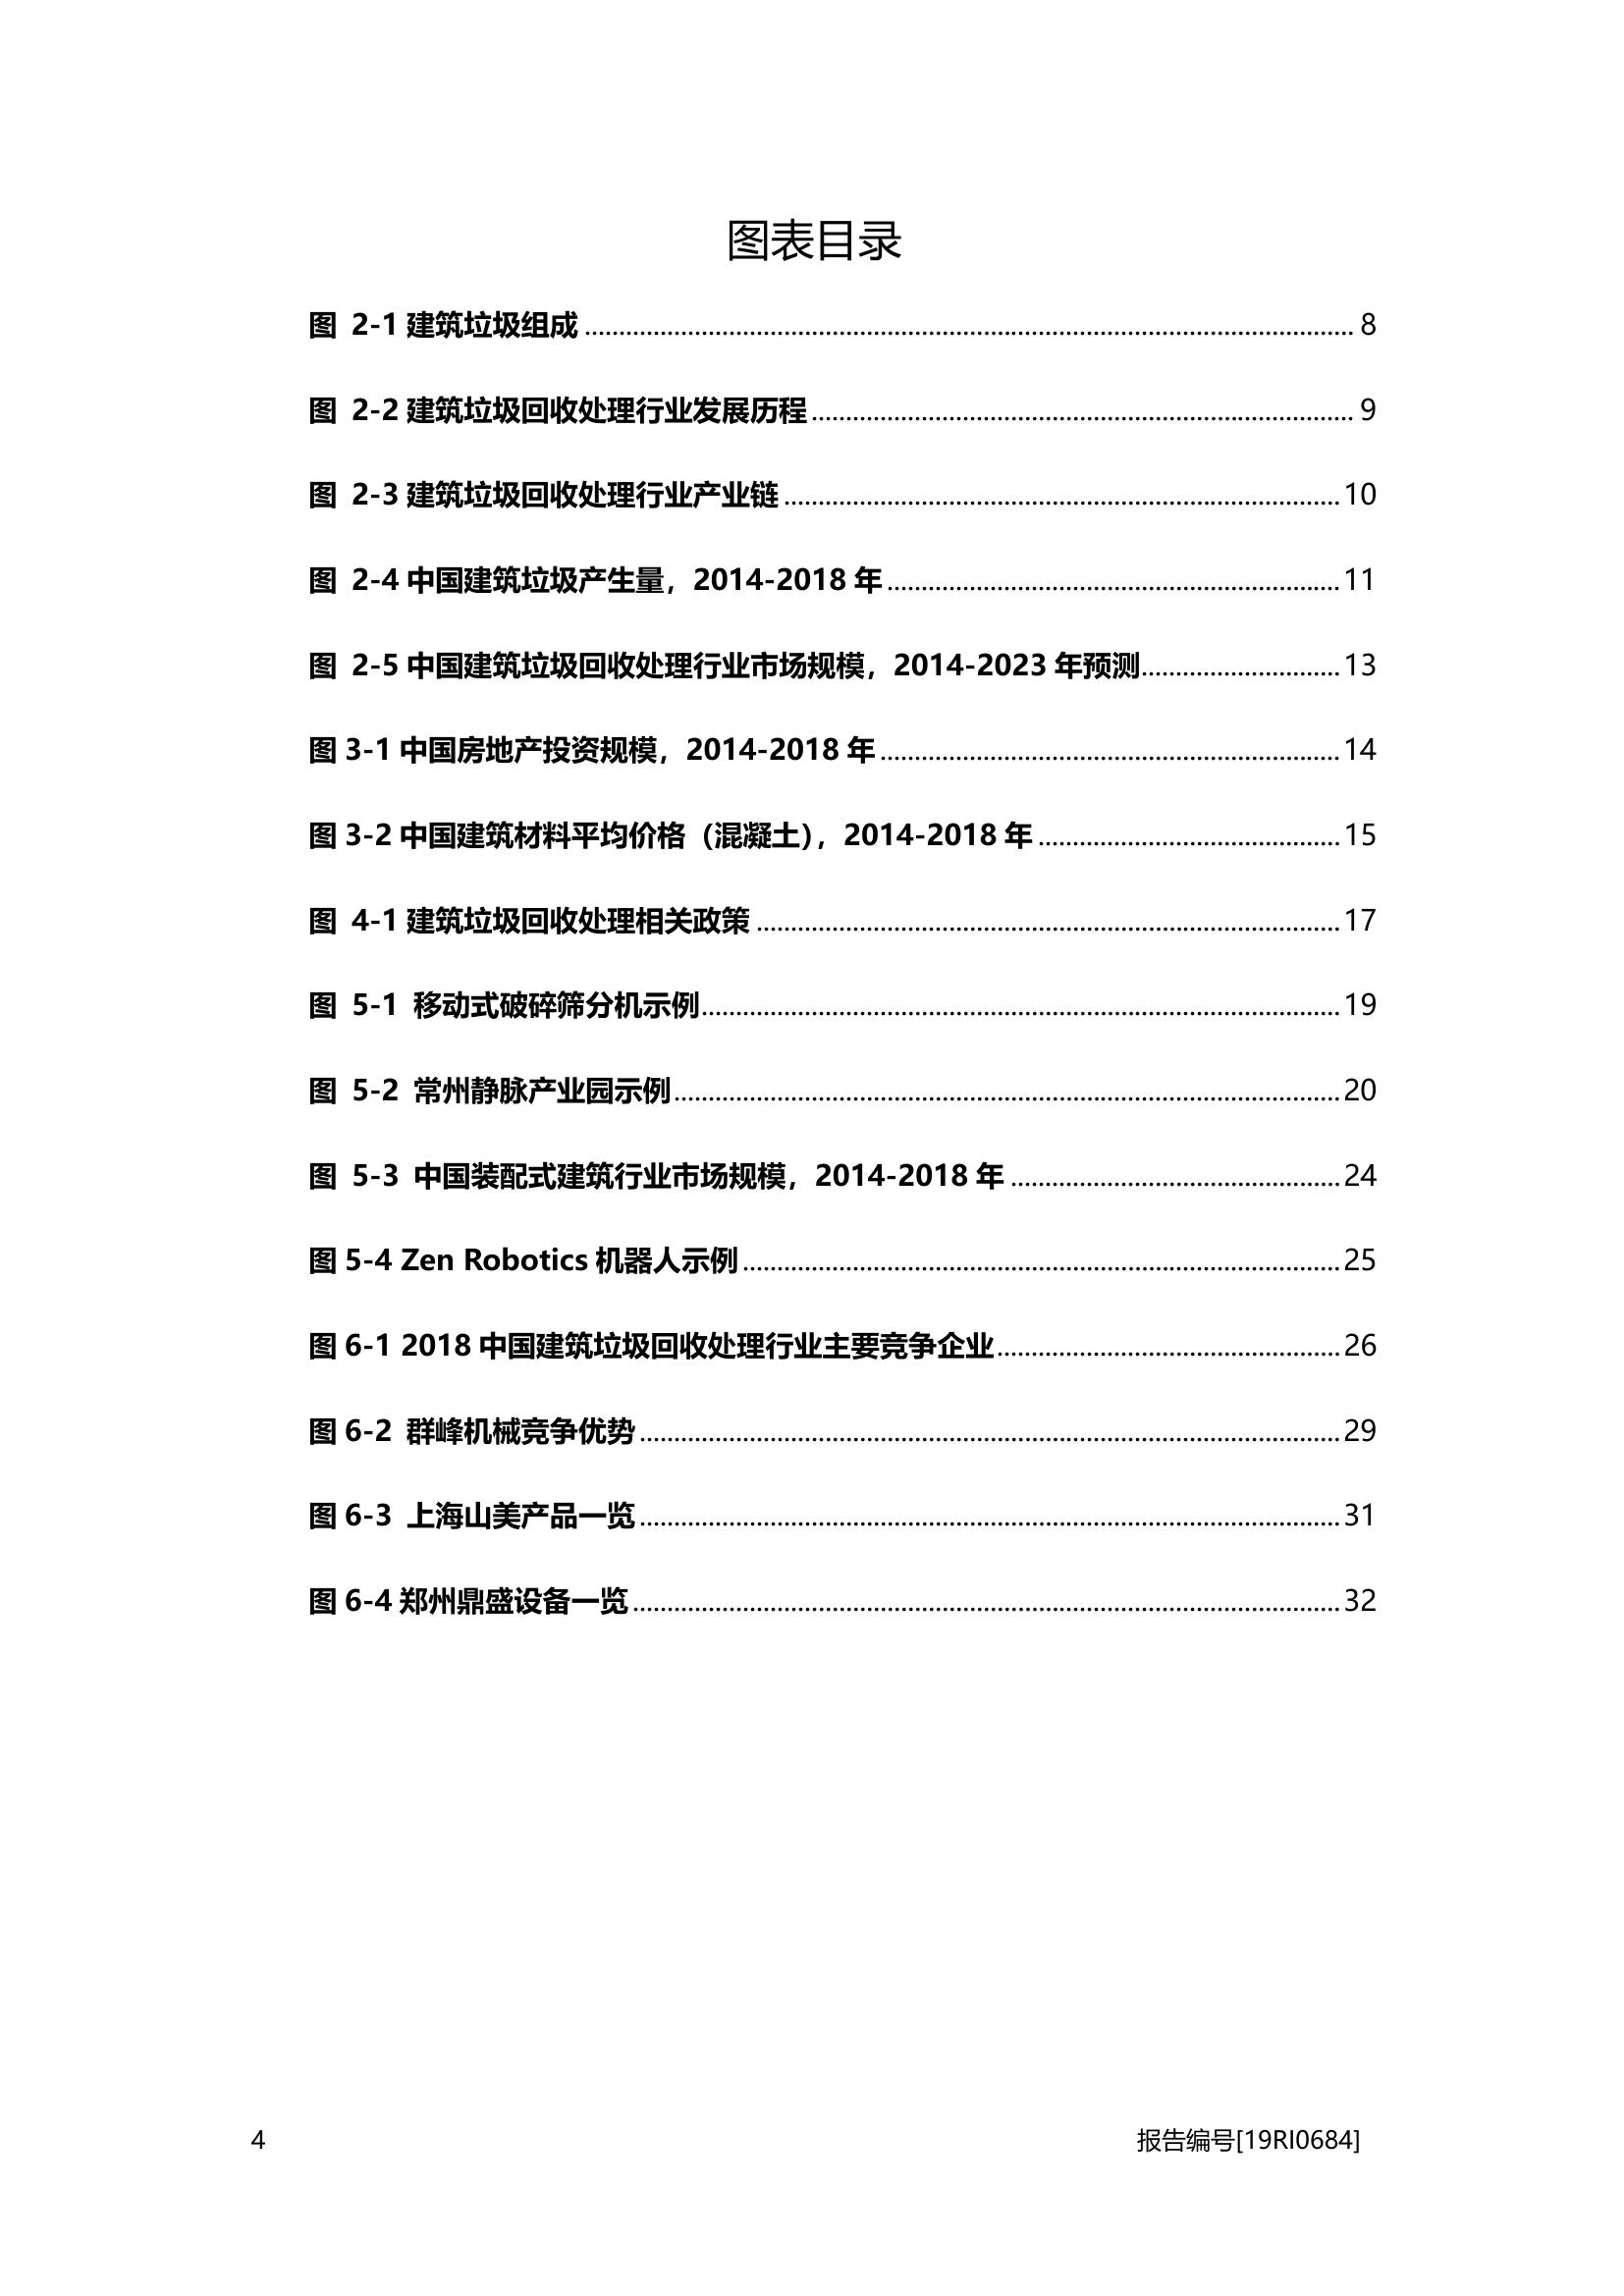 图表目录
图 2-1 建筑垃圾组成 ........ 8
图 2-2 建筑垃圾回收处理行业发展历程 ........ 9
图 2-3 建筑垃圾回收处理行业产业链 ........ 10
图 2-4 中国建筑垃圾产生量，2014-2018 年 ........ 11
图 2-5 中国建筑垃圾回收处理行业市场规模，2014-2023 年预测 ........ 13
图 3-1 中国房地产投资规模，2014-2018 年 ........ 14
图 3-2 中国建筑材料平均价格（混凝土），2014-2018 年 ........ 15
图 4-1 建筑垃圾回收处理相关政策 ........ 17
图 5-1 移动式破碎筛分机示例 ........ 19
图 5-2 常州静脉产业园示例 ........ 20
图 5-3 中国装配式建筑行业市场规模，2014-2018 年 ........ 24
图 5-4 Zen Robotics 机器人示例 ........ 25
图 6-1 2018 中国建筑垃圾回收处理行业主要竞争企业 ........ 26
图 6-2 群峰机械竞争优势 ........ 29
图 6-3 上海山美产品一览 ........ 31
图 6-4 郑州鼎盛设备一览 ........ 32
4 报告编号[19RI0684]